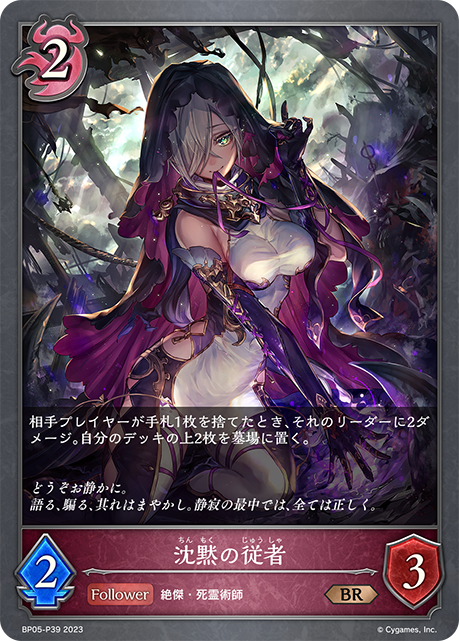 2
相手プレイヤーが手札1枚を捨てたとき、それのリーダーに2ダ
メージ。自分のデッキの上2枚を墓場に置く。
どうぞお静かに。
語る、騙る、其れはまやかし。静寂の最中では、全ては正しく。
ちん もく じゅう しゃ
沈黙の従者
2
Follower 絶傑・死霊術師
BR
3
BP05-P39 2023
© Cygames, Inc.